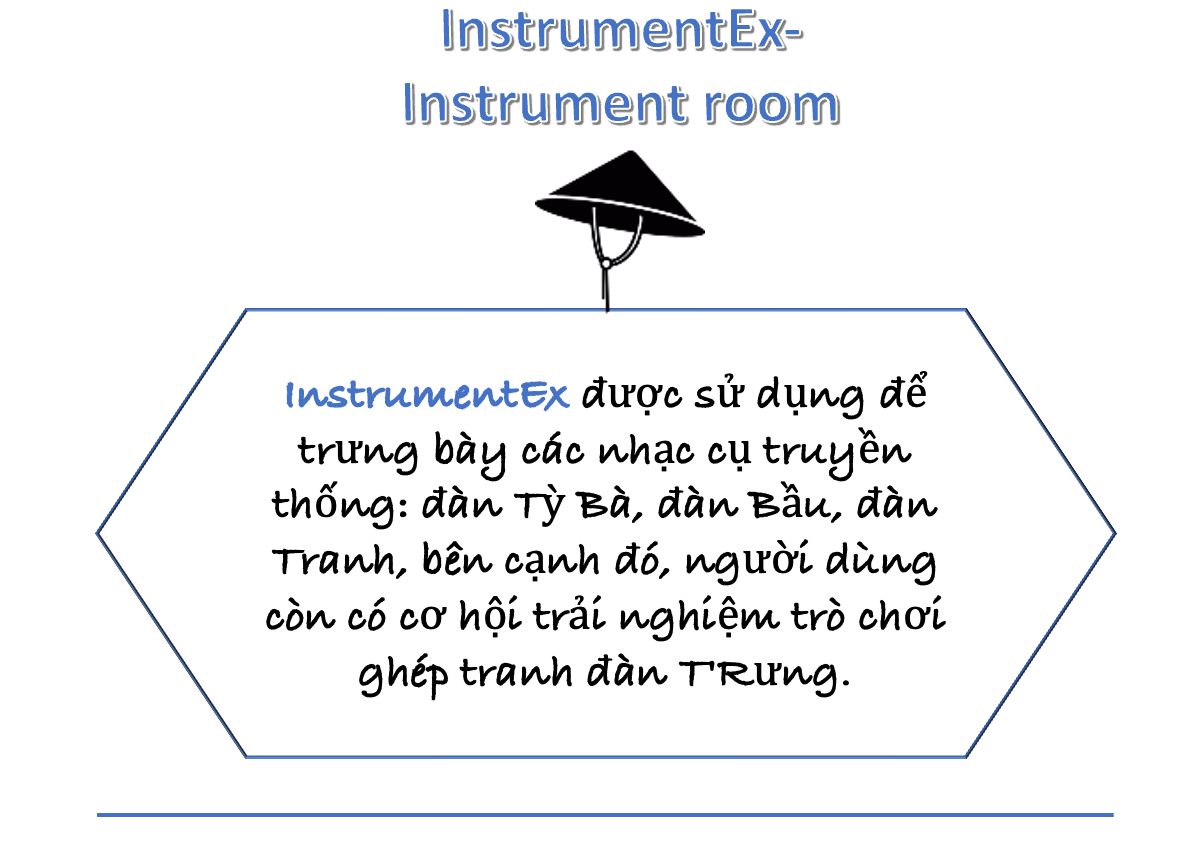 InstrumentEx-
Instrument room
InstrumentEx được sử dụng để
trưng bày các nhạc cụ truyền
thống: đàn Tỳ Bà, đàn Bầu, đàn
Tranh, bên cạnh đó, người dùng
còn có cơ hội trải nghiệm trò chơi
ghép tranh đàn T'Rưng.